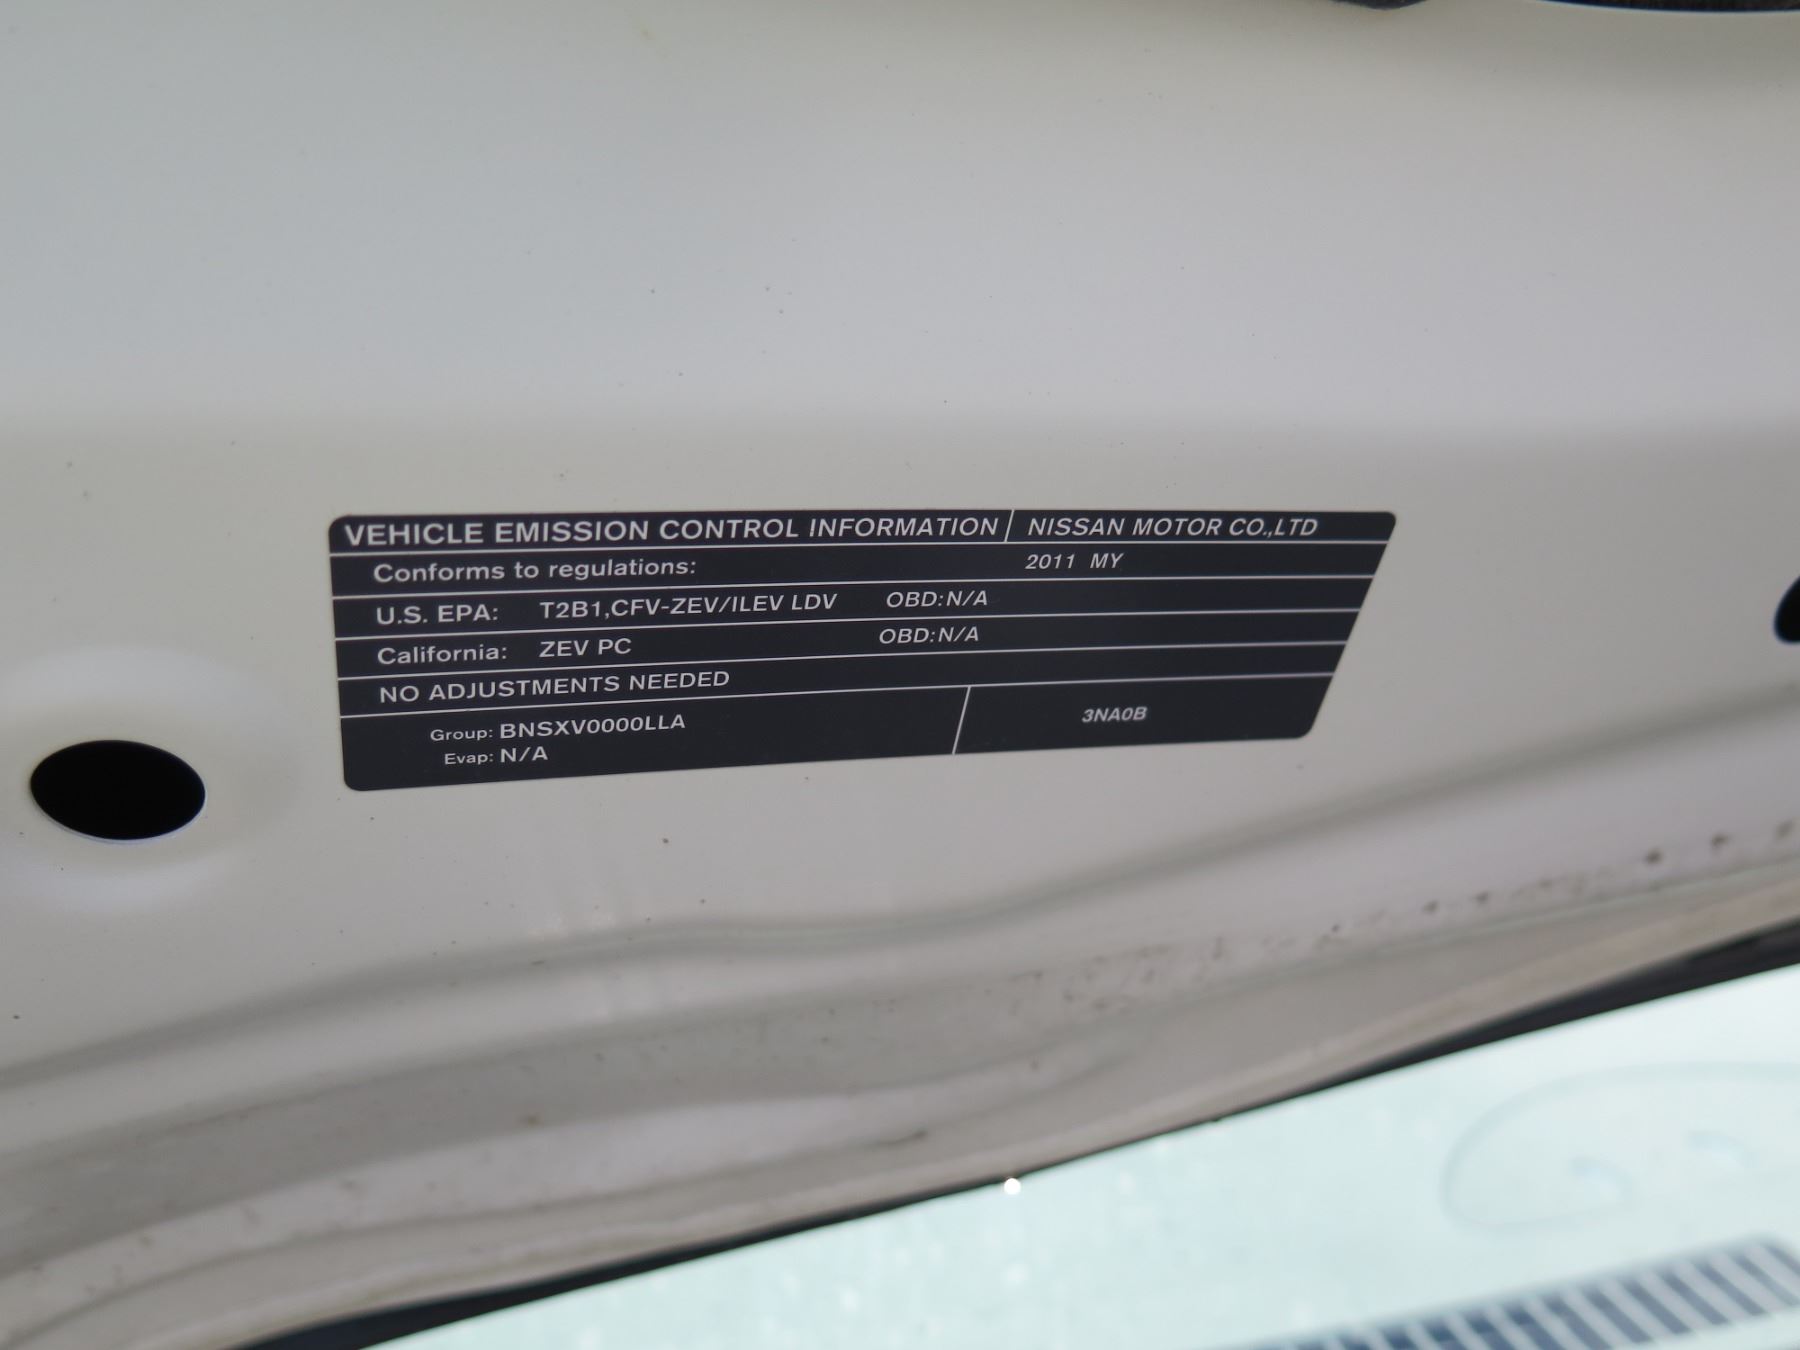 VEHICLE EMISSION CONTROL INFORMATION NISSAN MOTOR CO.,LTD
Conforms to regulations: 2011 MY
U.S. EPA: T2B1,CFV-ZEV/ILEV LDV OBD:N/A
California: ZEV PC OBD:N/A
NO ADJUSTMENTS NEEDED
Group: BNSXV0000LLA 3NA0B
Evap: N/A